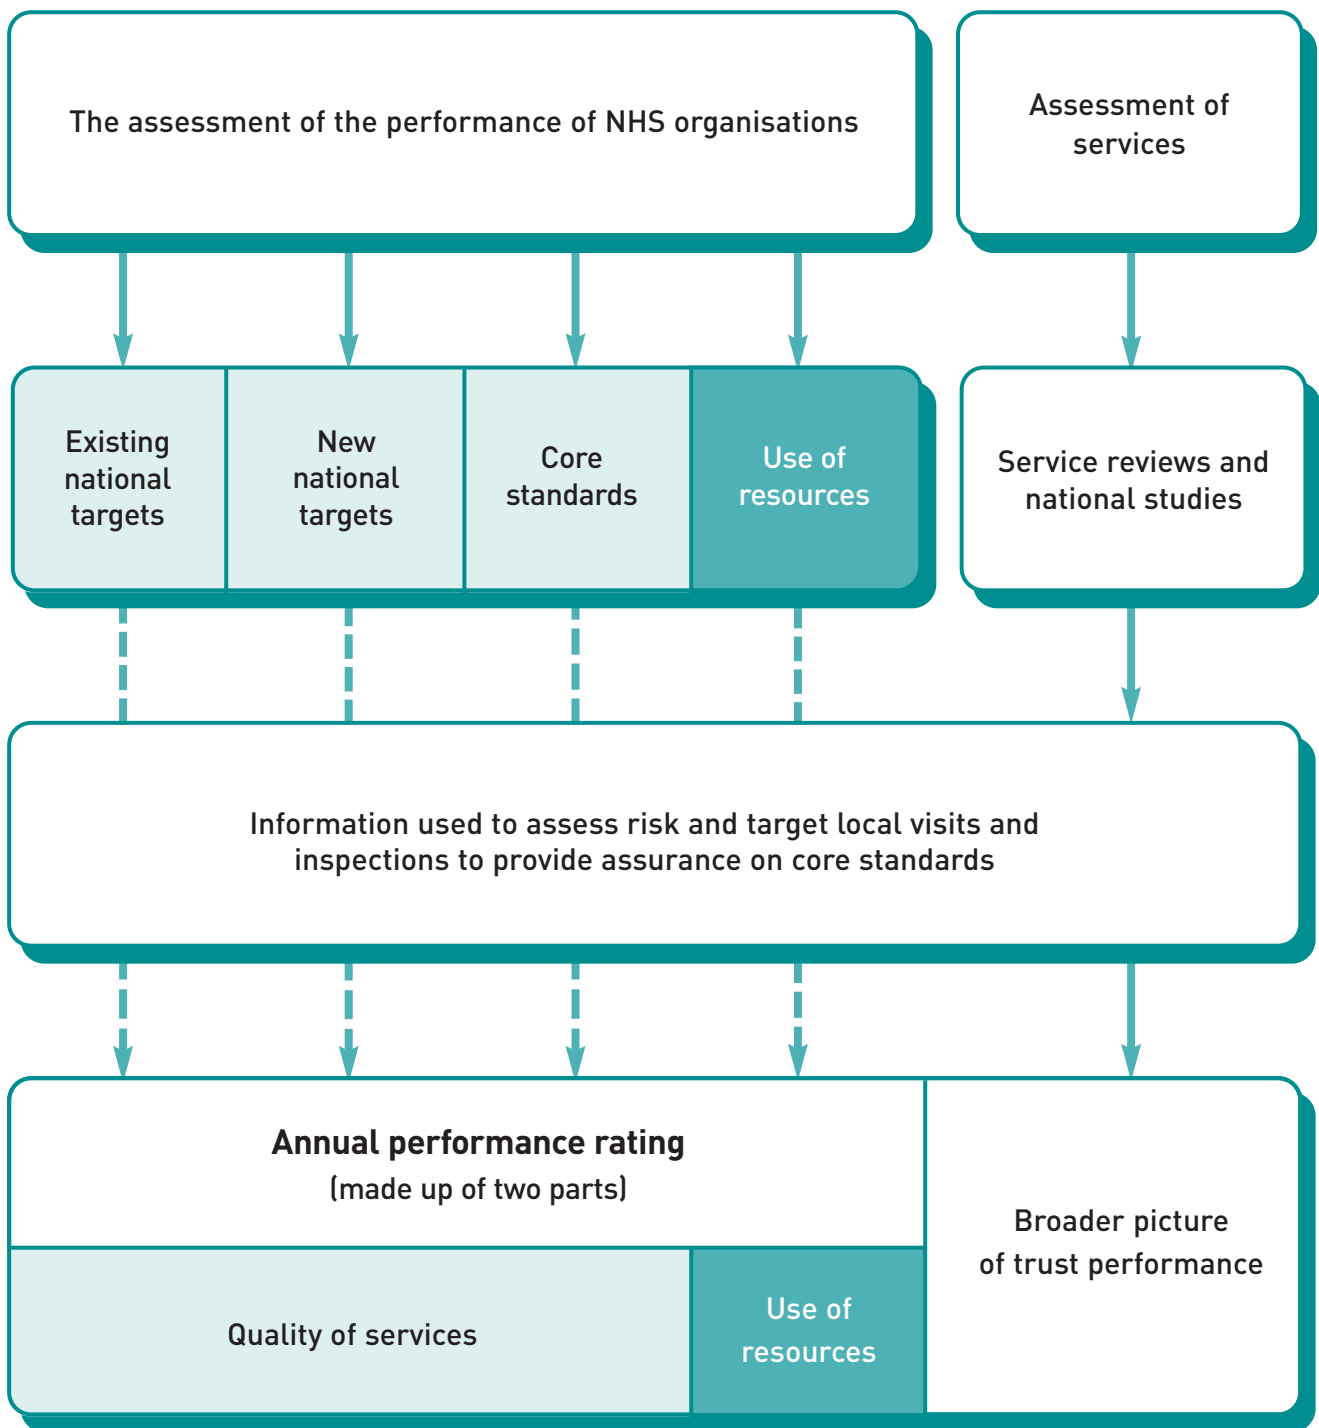 The assessment of the performance of NHS organisations
Assessment of
services
Existing
national
targets
New
national
targets
Core
standards
Use of
resources
Service reviews and
national studies
Information used to assess risk and target local visits and
inspections to provide assurance on core standards
Annual performance rating
(made up of two parts)
Quality of services
Use of
resources
Broader picture
of trust performance